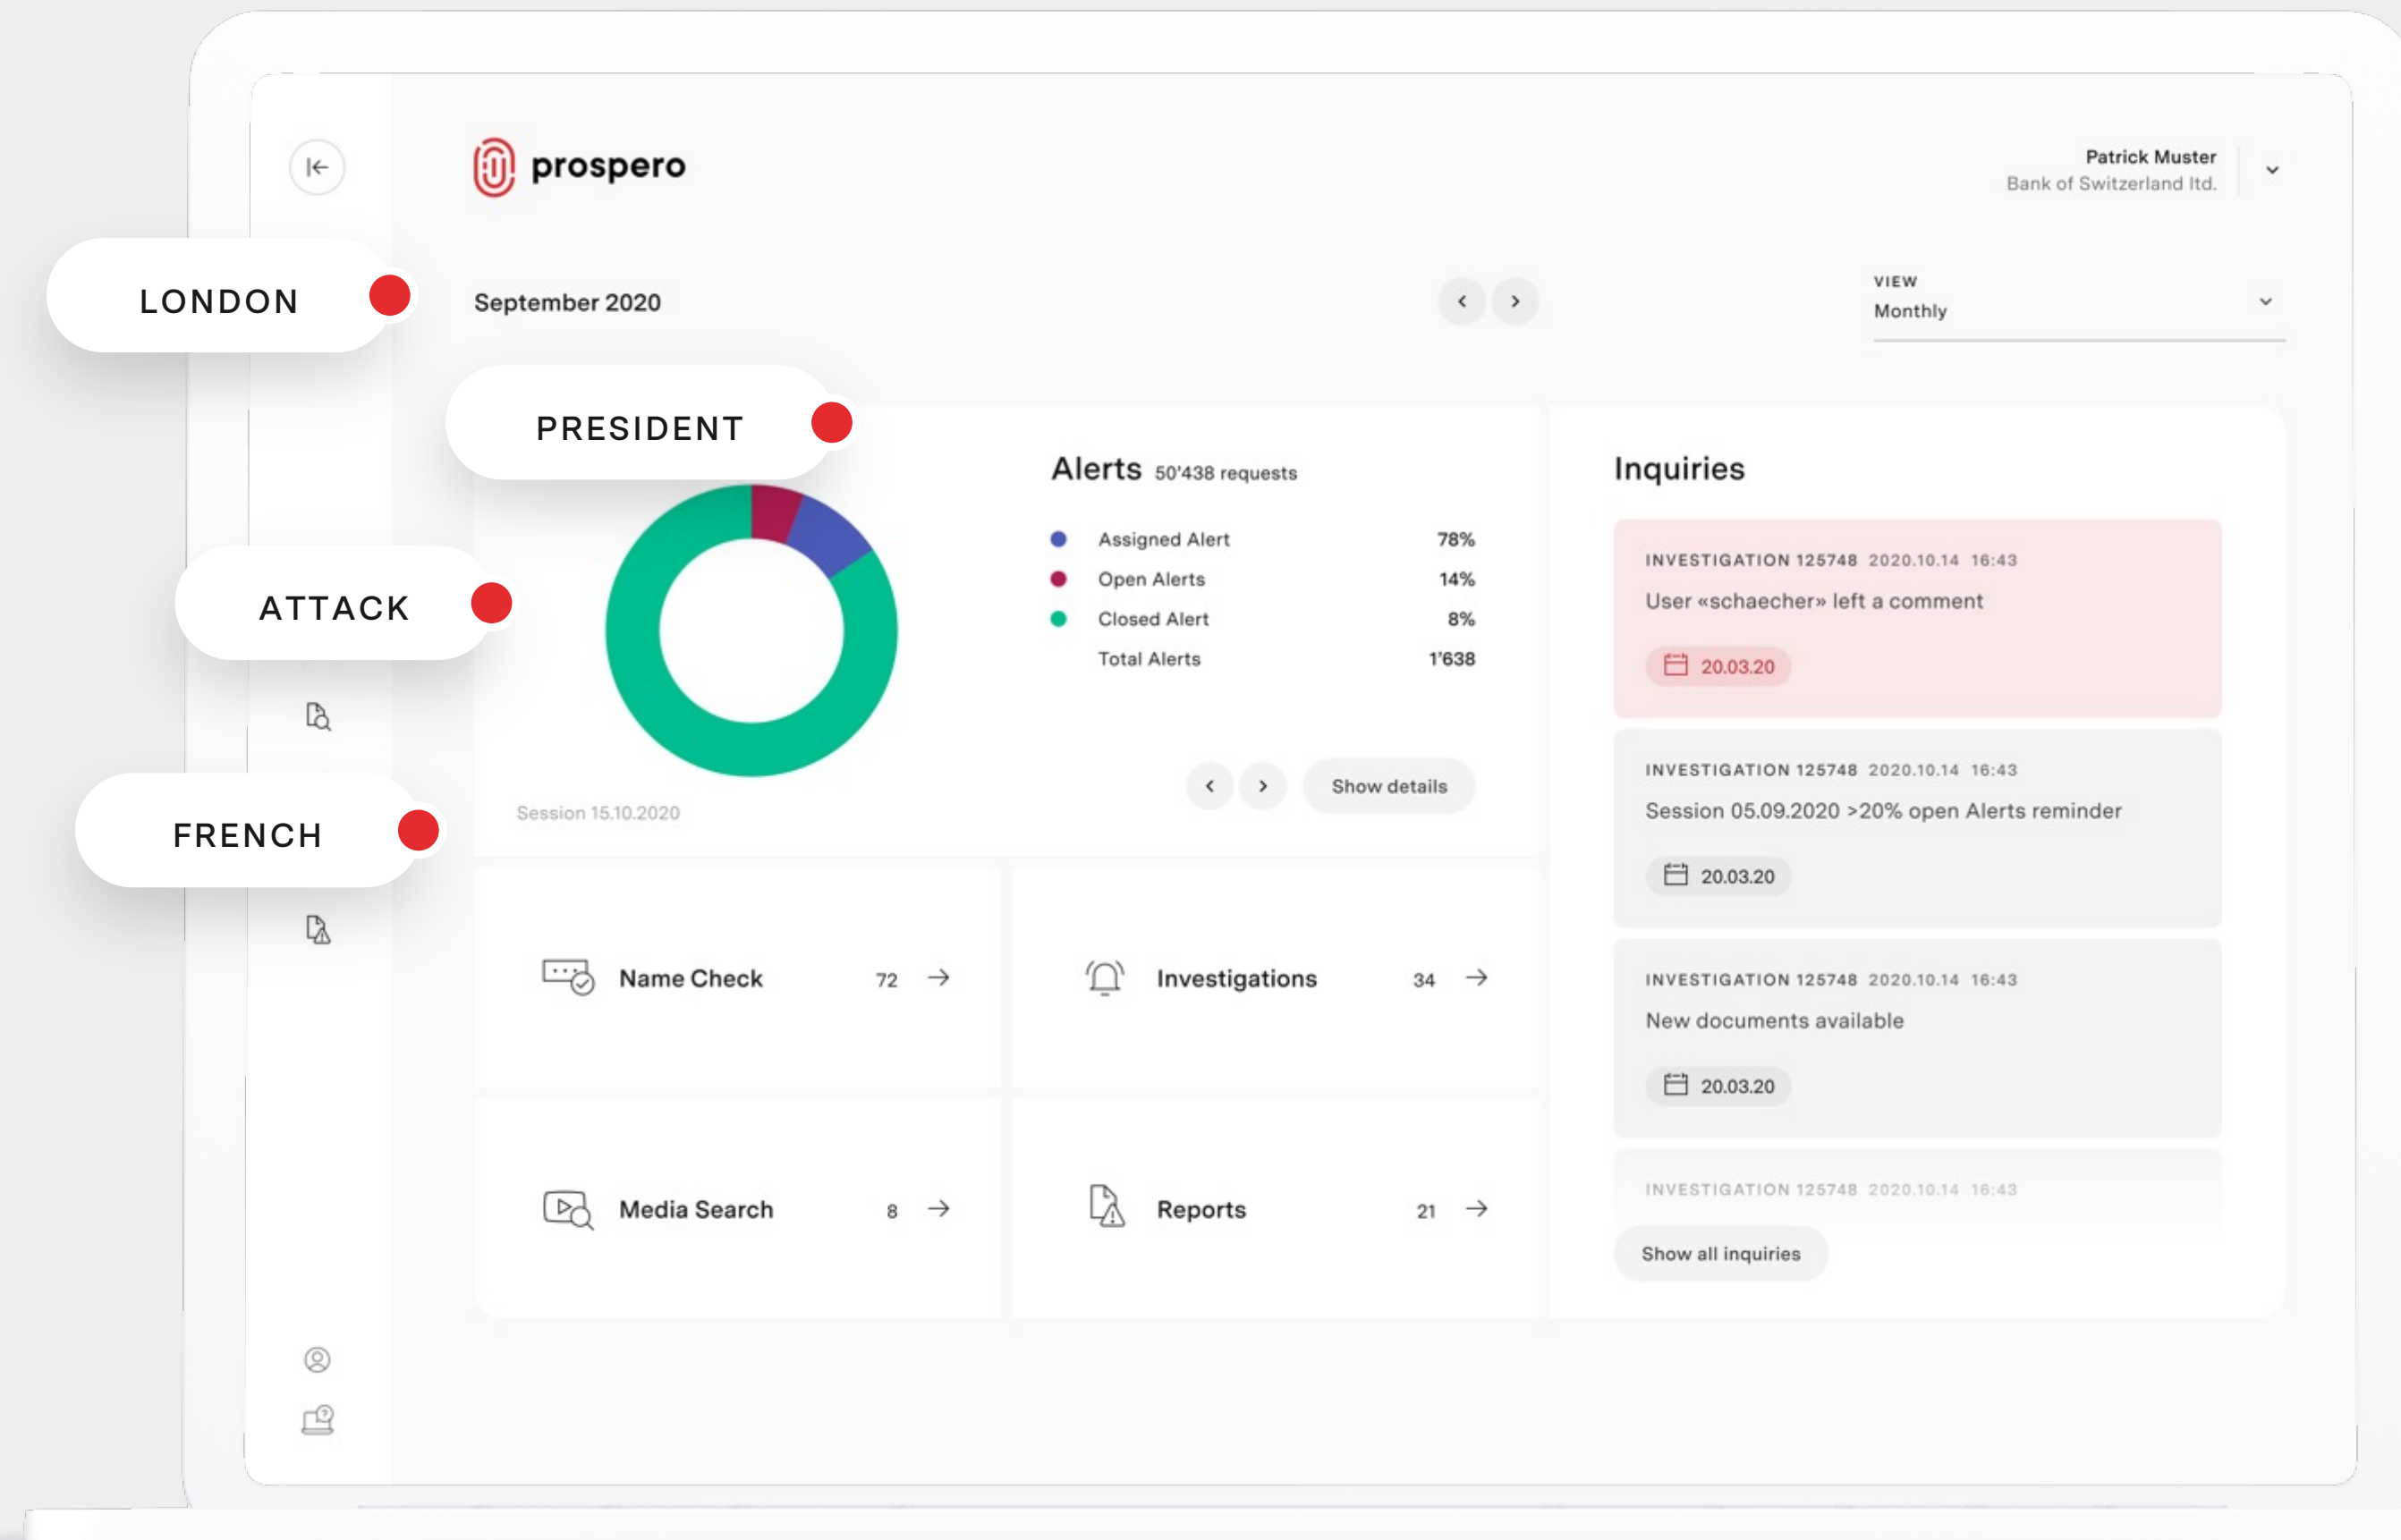 prospero
Patrick Muster
Bank of Switzerland ltd.
LONDON
September 2020
VIEW
Monthly
PRESIDENT
Alerts 50'438 requests
Assigned Alert 78%
Open Alerts 14%
Closed Alert 8%
Total Alerts 1'638
Show details
Session 15.10.2020
ATTACK
FRENCH
Name Check 72
Investigations 34
Media Search 8
Reports 21
Inquiries
INVESTIGATION 125748 2020.10.14 16:43
User «schaecher» left a comment
20.03.20
INVESTIGATION 125748 2020.10.14 16:43
Session 05.09.2020 >20% open Alerts reminder
20.03.20
INVESTIGATION 125748 2020.10.14 16:43
New documents available
20.03.20
INVESTIGATION 125748 2020.10.14 16:43
Show all inquiries